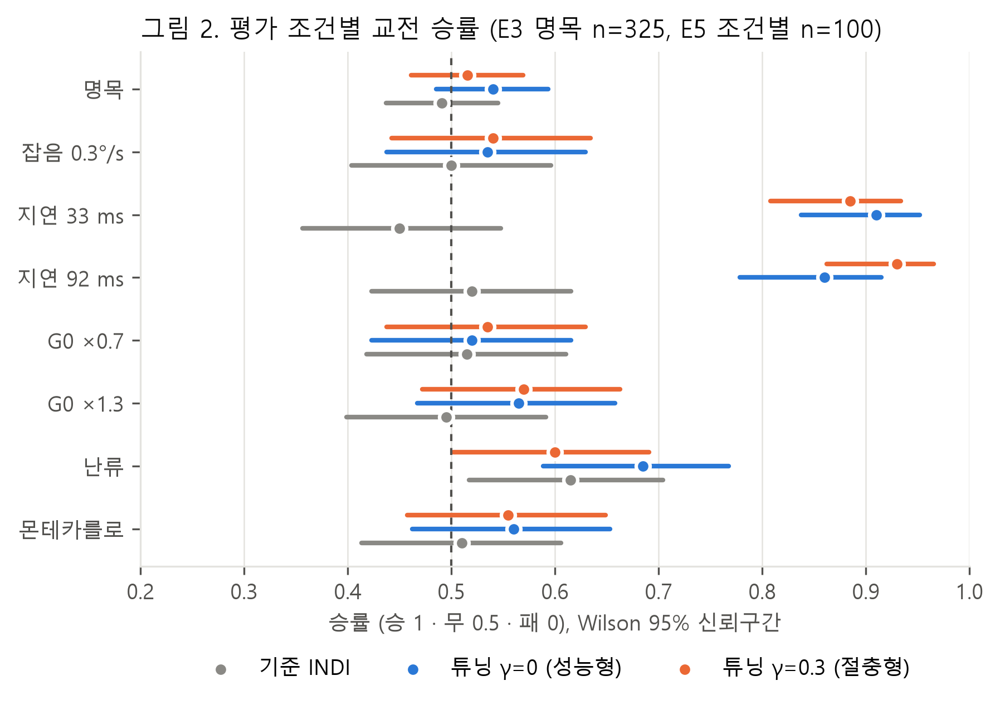 그림 2. 평가 조건별 교전 승률 (E3 명목 n=325, E5 조건별 n=100)
명목
잡음 0.3°/s
지연 33 ms
지연 92 ms
G0 ×0.7
G0 ×1.3
난류
몬테카를로
0.2 0.3 0.4 0.5 0.6 0.7 0.8 0.9 1.0
승률 (승 1 · 무 0.5 · 패 0), Wilson 95% 신뢰구간
기준 INDI 튜닝 γ=0 (성능형) 튜닝 γ=0.3 (절충형)